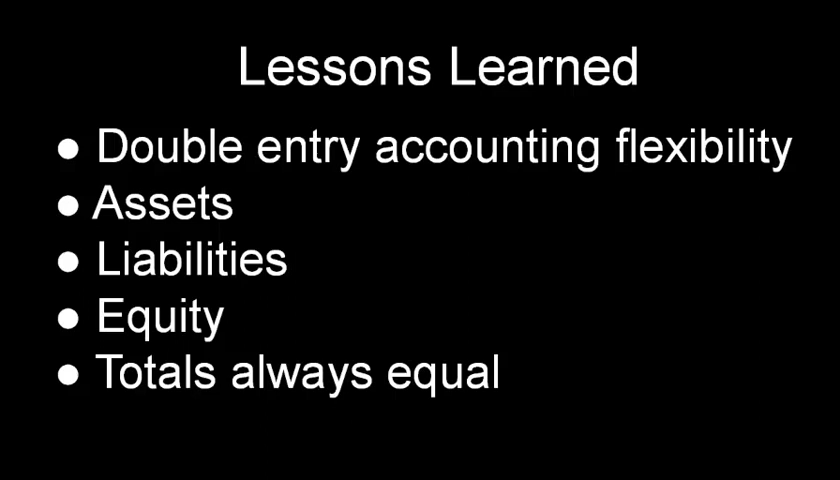 Lessons Learned
● Double entry accounting flexibility
● Assets
● Liabilities
● Equity
● Totals always equal